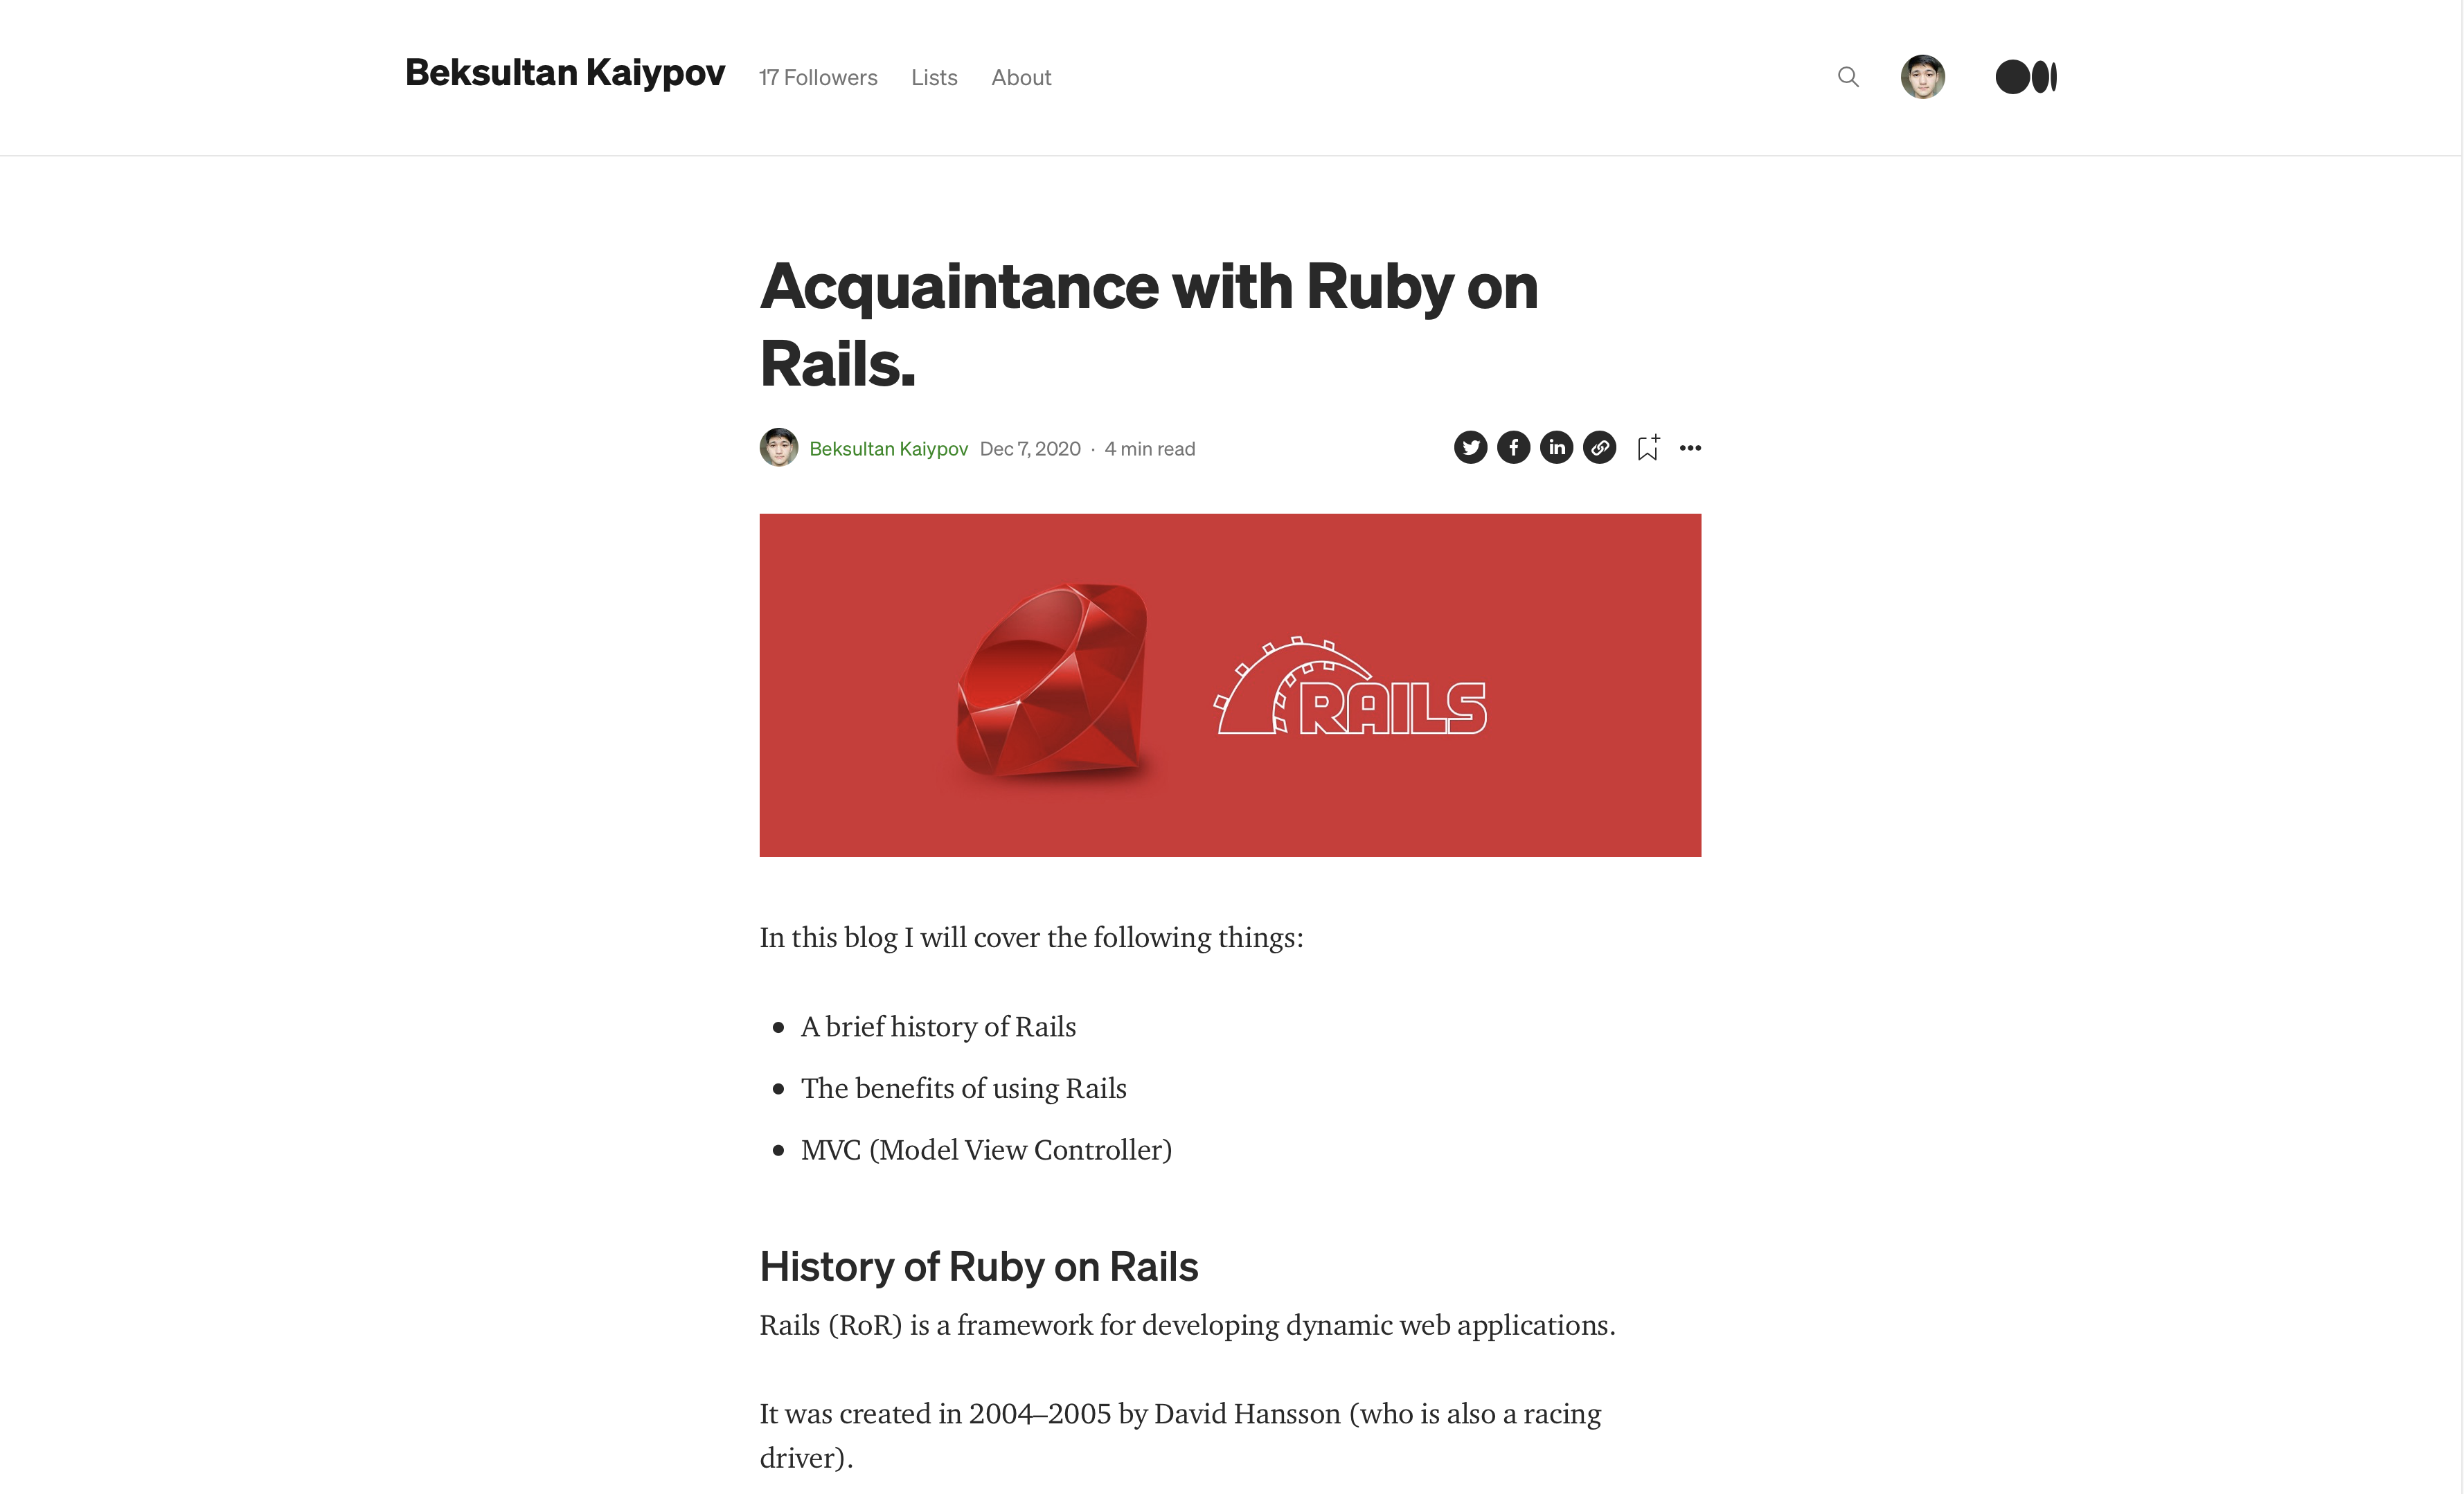 Beksultan Kaiypov 17 Followers Lists About
Acquaintance with Ruby on
Rails.
Beksultan Kaiypov Dec 7, 2020 · 4 min read
RAILS
In this blog I will cover the following things:
• A brief history of Rails
• The benefits of using Rails
• MVC (Model View Controller)
History of Ruby on Rails
Rails (RoR) is a framework for developing dynamic web applications.
It was created in 2004–2005 by David Hansson (who is also a racing
driver).